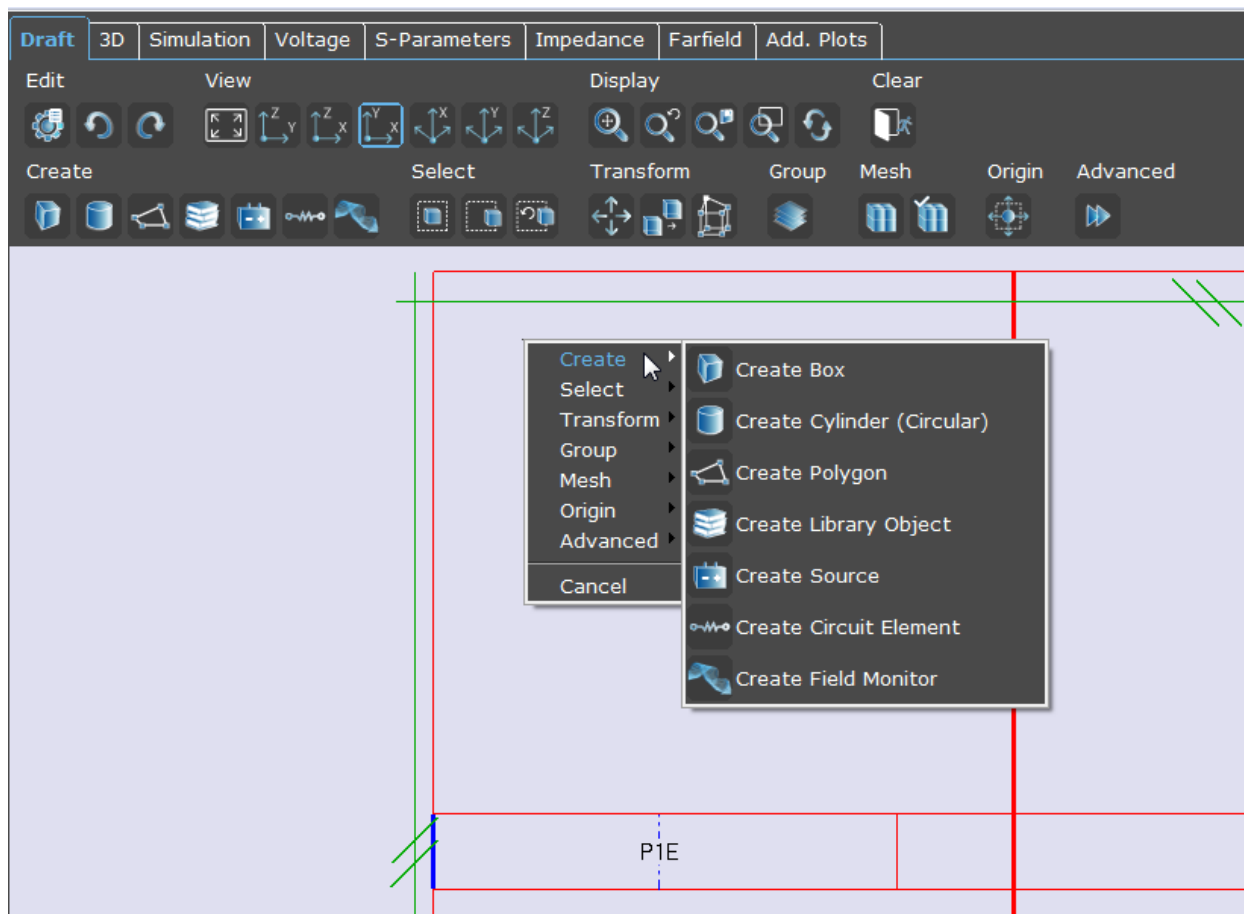 Draft 3D Simulation Voltage S-Parameters Impedance Farfield Add. Plots
Edit View Display Clear
Z Y Z X Y X X Y Z
Create Select Transform Group Mesh Origin Advanced
Create
Select
Transform
Group
Mesh
Origin
Advanced
Cancel
Create Box
Create Cylinder (Circular)
Create Polygon
Create Library Object
Create Source
Create Circuit Element
Create Field Monitor
P1E